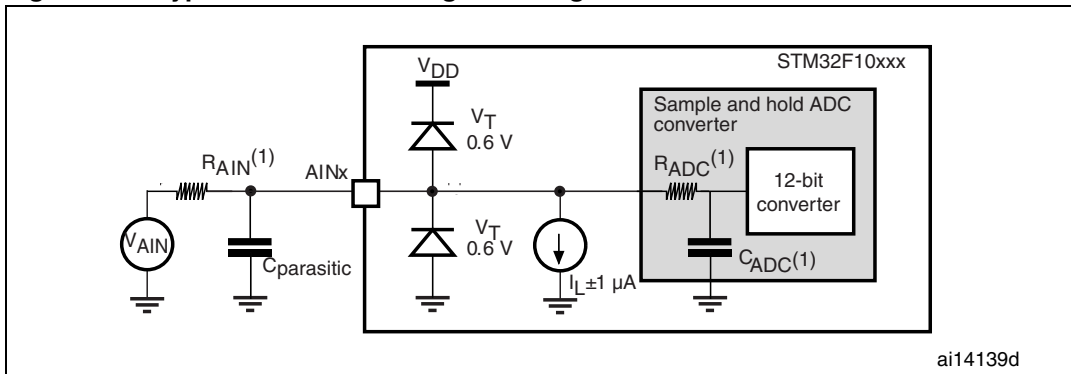 STM32F10xxx
VDD
Sample and hold ADC
converter
VT
0.6 V
RAIN(1)
AINx
RADC(1)
12-bit
converter
VAIN
Cparasitic
VT
0.6 V
IL±1 µA
CADC(1)
ai14139d